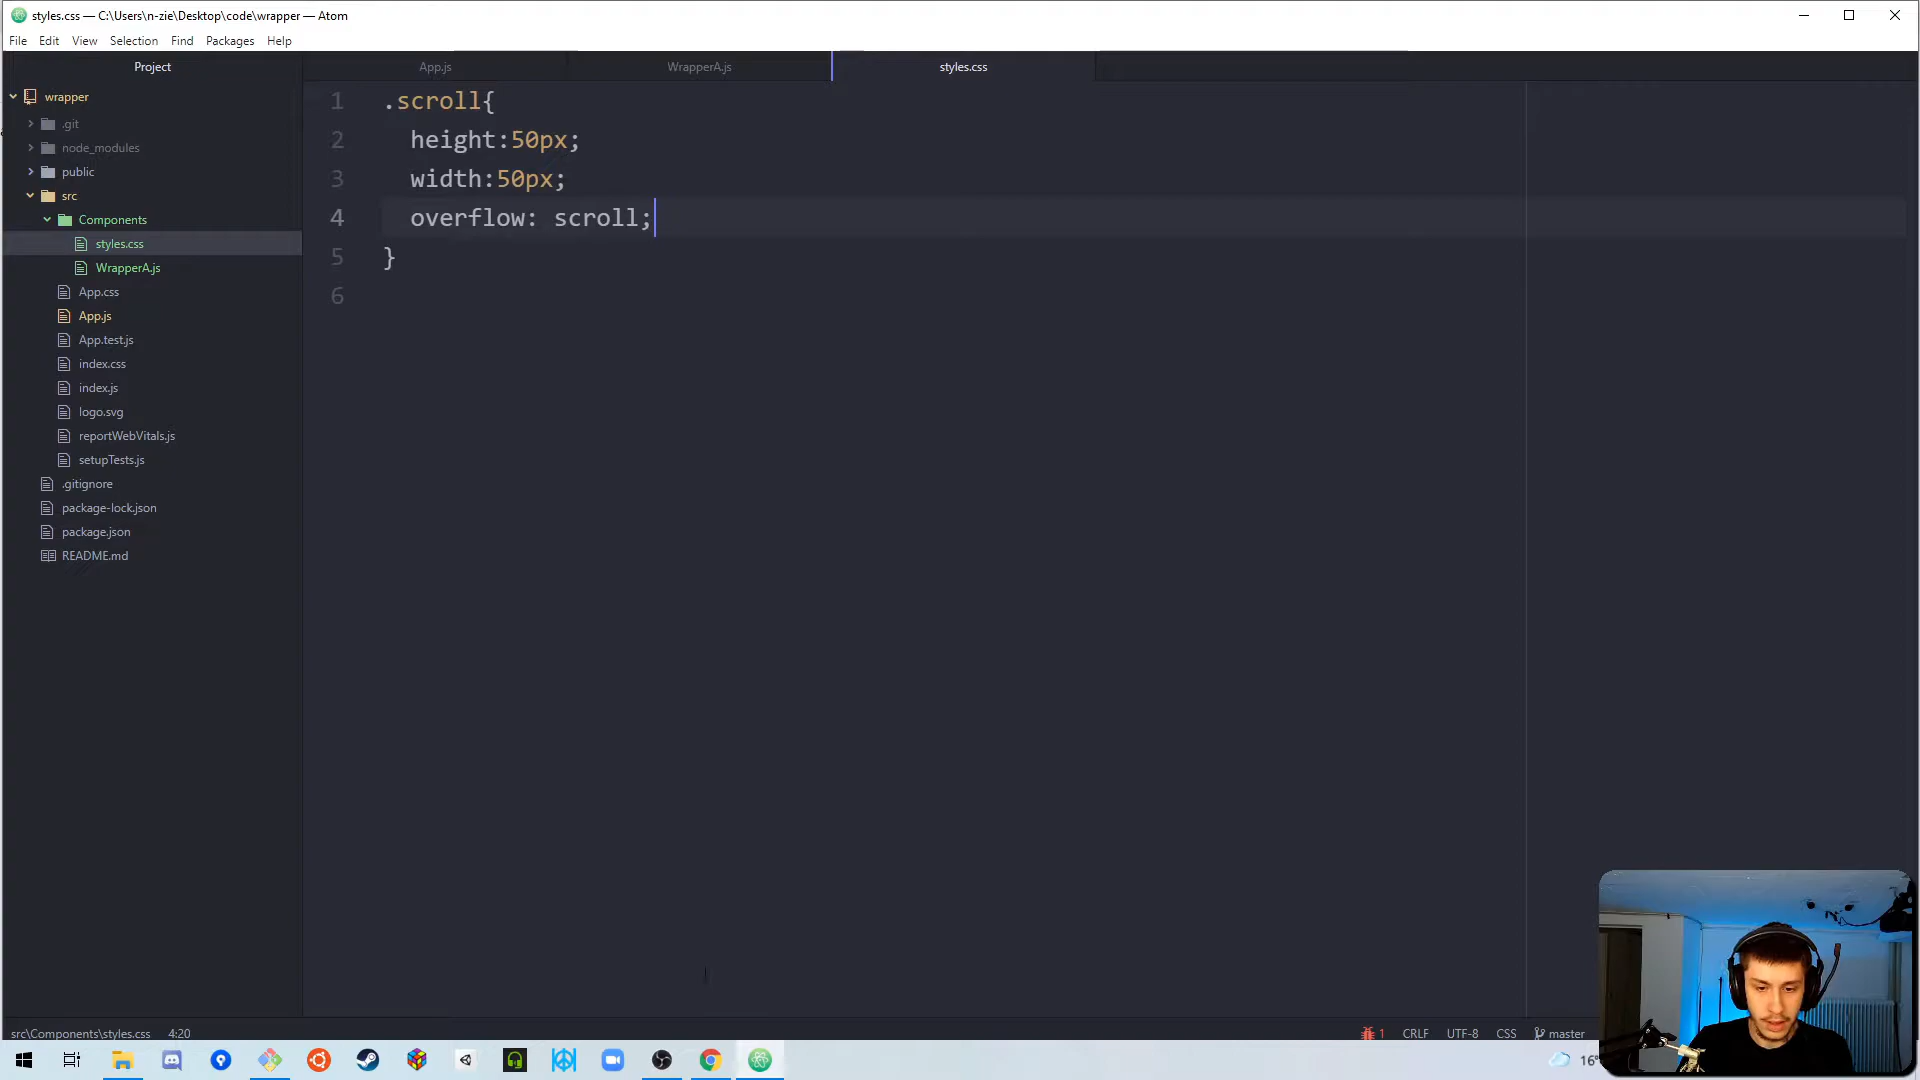 styles.css — C:\Users\n-zie\Desktop\code\wrapper — Atom
File Edit View Selection Find Packages Help
Project
App.js WrapperA.js styles.css
wrapper
.git
node_modules
public
src
Components
styles.css
WrapperA.js
App.css
App.js
App.test.js
index.css
index.js
logo.svg
reportWebVitals.js
setupTests.js
.gitignore
package-lock.json
package.json
README.md
1 .scroll{
2 height:50px;
3 width:50px;
4 overflow: scroll;
5 }
6
src\Components\styles.css 4:20
1 CRLF UTF-8 CSS master
16°